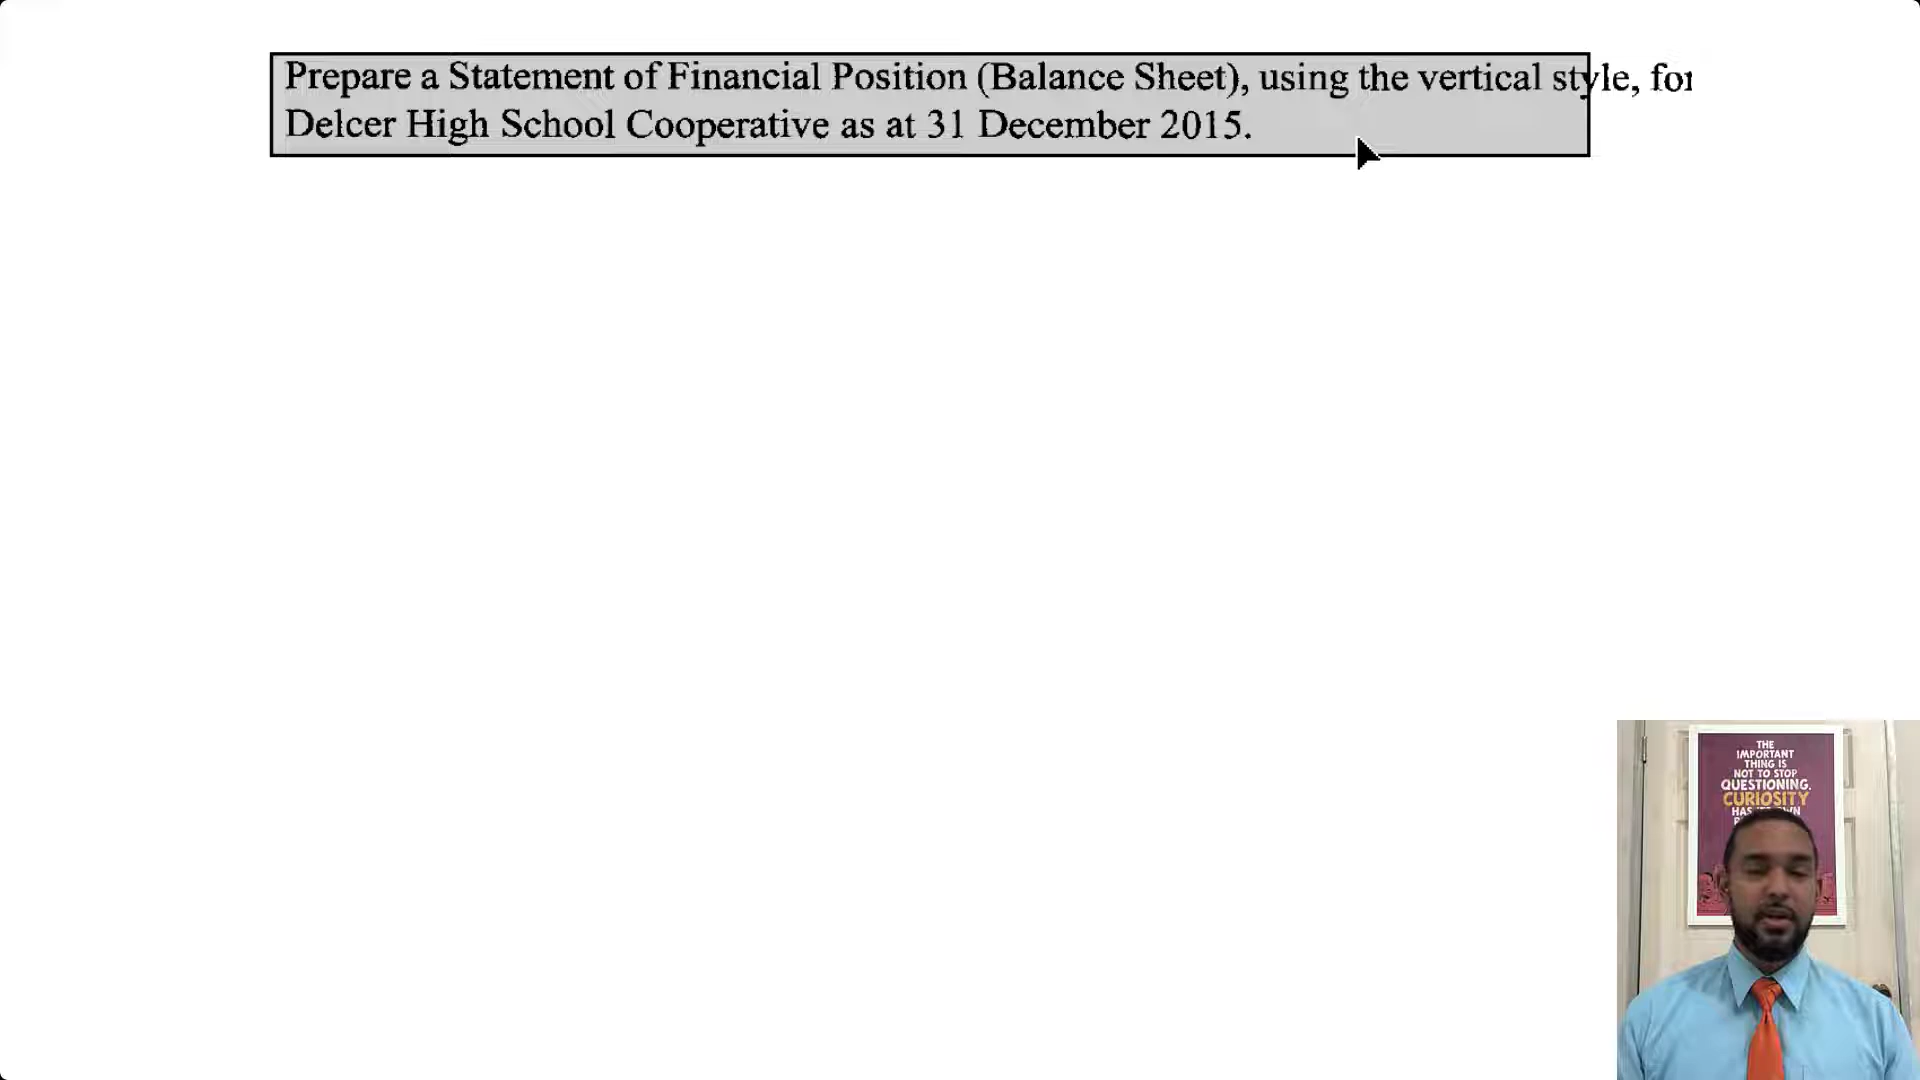 Prepare a Statement of Financial Position (Balance Sheet), using the vertical style, for
Delcer High School Cooperative as at 31 December 2015.
THE
IMPORTANT
THING IS
NOT TO STOP
QUESTIONING.
CURIOSITY
HAS